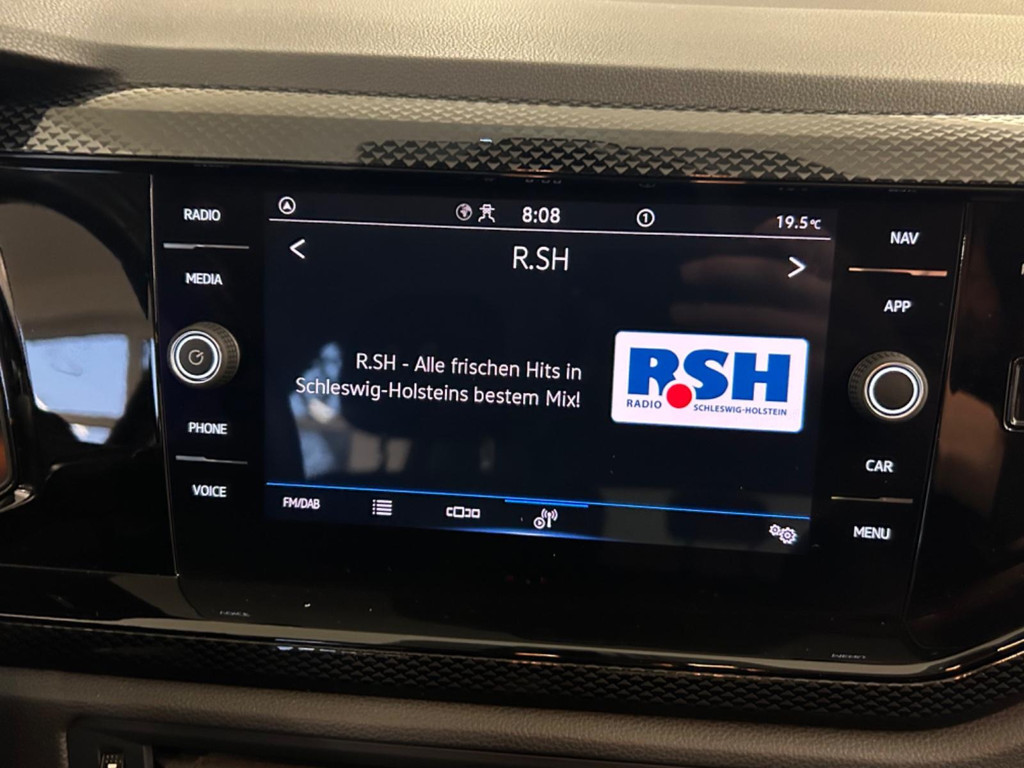 RADIO
MEDIA
PHONE
VOICE
8:08
1
19.5°C
R.SH
R.SH - Alle frischen Hits in
Schleswig-Holsteins bestem Mix!
R.SH
RADIO SCHLESWIG-HOLSTEIN
FM/DAB
NAV
APP
CAR
MENU